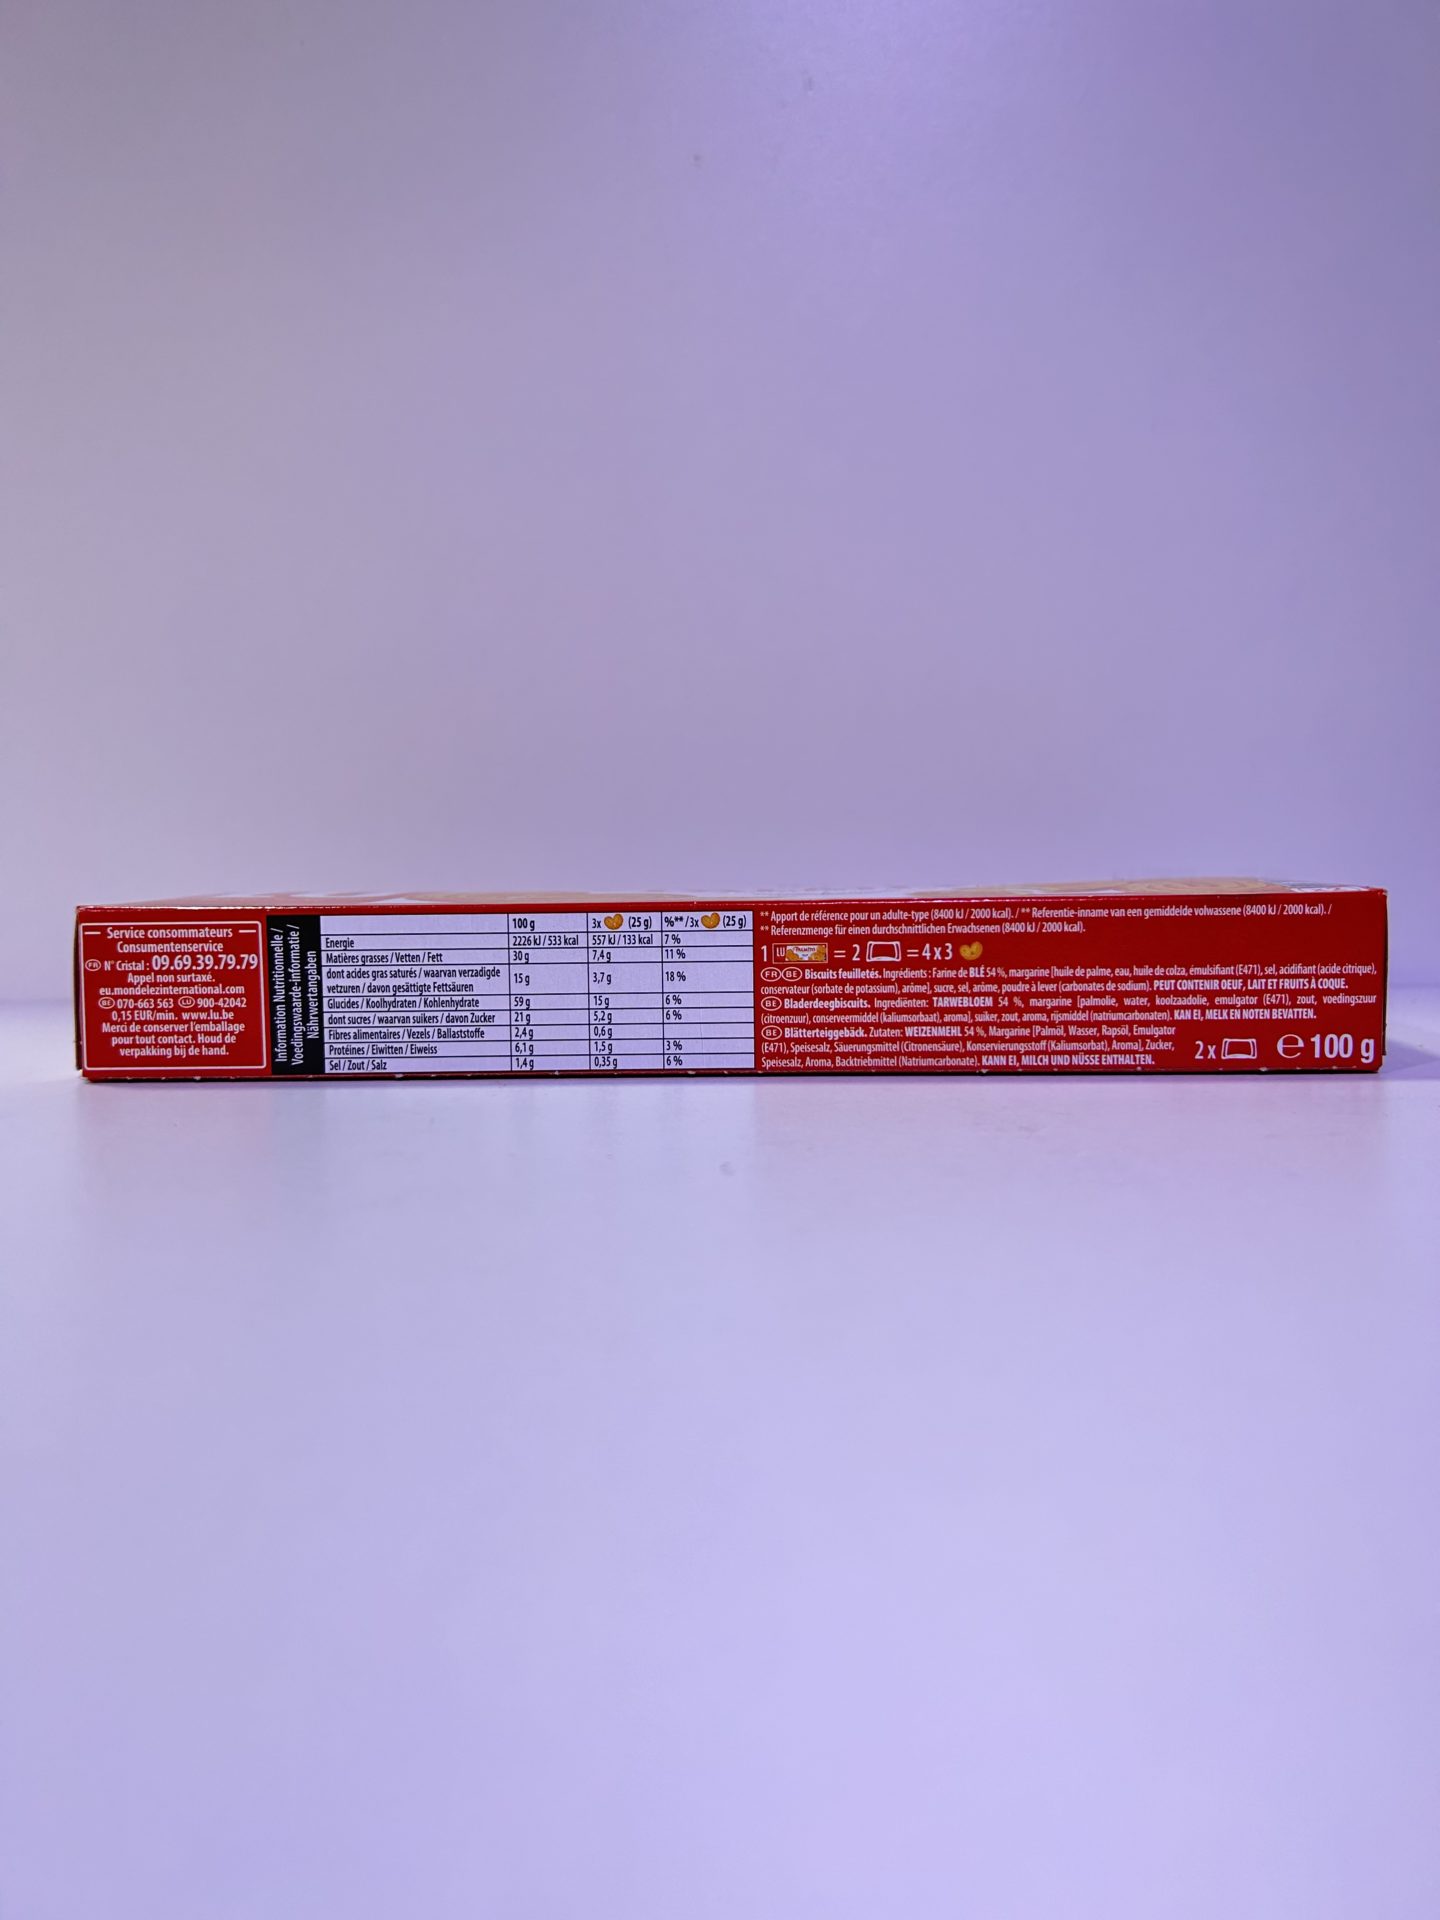 Service consommateurs
Consumentenservice
FR N° Cristal : 09.69.39.79.79
Appel non surtaxé.
eu.mondelezinternational.com
BE 070-663 563 LU 900-42042
0,15 EUR/min. www.lu.be
Merci de conserver l'emballage
pour tout contact. Houd de
verpakking bij de hand.
Information Nutritionnelle /
Voedingswaarde-informatie /
Nährwertangaben
100 g 3x (25 g) %** /3x (25 g)
Energie 2226 kJ / 533 kcal 557 kJ / 133 kcal 7 %
Matières grasses / Vetten / Fett 30 g 7,4 g 11 %
dont acides gras saturés / waarvan verzadigde
vetzuren / davon gesättigte Fettsäuren 15 g 3,7 g 18 %
Glucides / Koolhydraten / Kohlenhydrate 59 g 15 g 6 %
dont sucres / waarvan suikers / davon Zucker 21 g 5,2 g 6 %
Fibres alimentaires / Vezels / Ballaststoffe 2,4 g 0,6 g
Protéines / Eiwitten / Eiweiss 6,1 g 1,5 g 3 %
Sel / Zout / Salz 1,4 g 0,35 g 6 %
** Apport de référence pour un adulte-type (8400 kJ / 2000 kcal). / ** Referentie-inname van een gemiddelde volwassene (8400 kJ / 2000 kcal). /
** Referenzmenge für einen durchschnittlichen Erwachsenen (8400 kJ / 2000 kcal).
1 LU = 2 = 4 x 3
FR BE Biscuits feuilletés. Ingrédients : Farine de BLÉ 54 %, margarine [huile de palme, eau, huile de colza, émulsifiant (E471), sel, acidifiant (acide citrique),
conservateur (sorbate de potassium), arôme], sucre, sel, arôme, poudre à lever (carbonates de sodium). PEUT CONTENIR OEUF, LAIT ET FRUITS À COQUE.
BE Bladerdeegbiscuits. Ingrediënten: TARWEBLOEM 54 %, margarine [palmolie, water, koolzaadolie, emulgator (E471), zout, voedingszuur
(citroenzuur), conserveermiddel (kaliumsorbaat), aroma], suiker, zout, aroma, rijsmiddel (natriumcarbonaten). KAN EI, MELK EN NOTEN BEVATTEN.
BE Blätterteiggebäck. Zutaten: WEIZENMEHL 54 %, Margarine [Palmöl, Wasser, Rapsöl, Emulgator
(E471), Speisesalz, Säuerungsmittel (Citronensäure), Konservierungsstoff (Kaliumsorbat), Aroma], Zucker,
Speisesalz, Aroma, Backtriebmittel (Natriumcarbonate). KANN EI, MILCH UND NÜSSE ENTHALTEN.
2 x ℮ 100 g